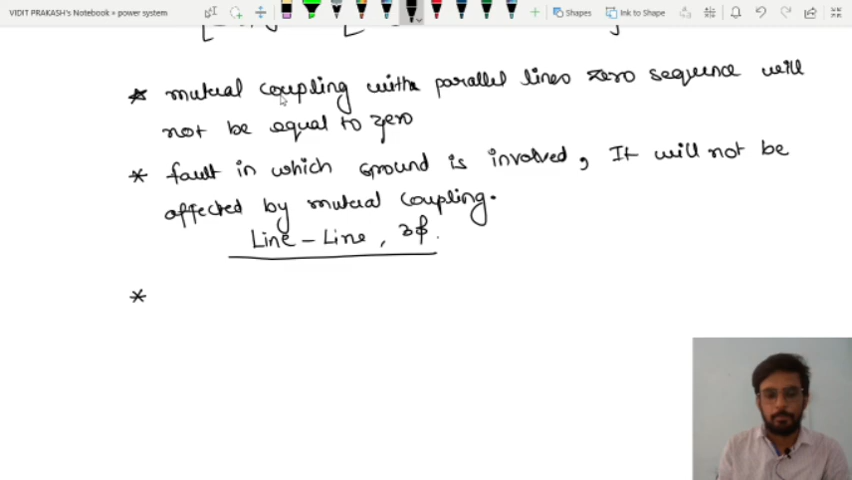 VIDIT PRAKASH's Notebook » power system
Shapes
Ink to Shape
* mutual coupling with parallel lines zero sequence will
not be equal to zero
* fault in which ground is involved, It will not be
affected by mutual coupling.
Line - Line, 3φ.
*